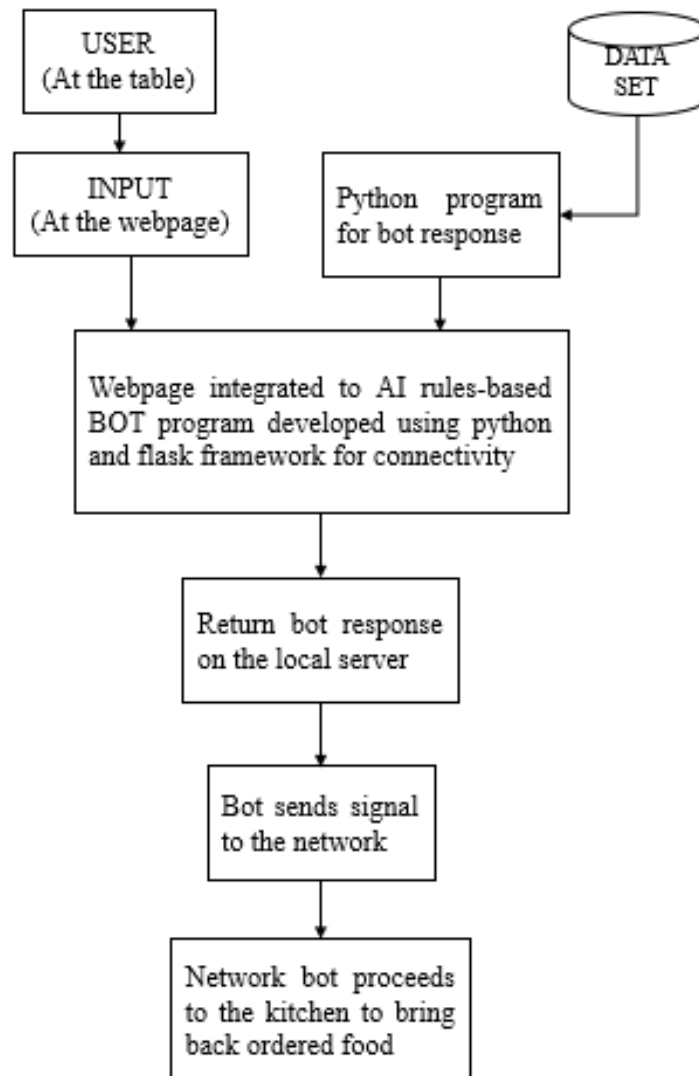 USER
(At the table)
DATA
SET
INPUT
(At the webpage)
Python program
for bot response
Webpage integrated to AI rules-based
BOT program developed using python
and flask framework for connectivity
Return bot response
on the local server
Bot sends signal
to the network
Network bot proceeds
to the kitchen to bring
back ordered food